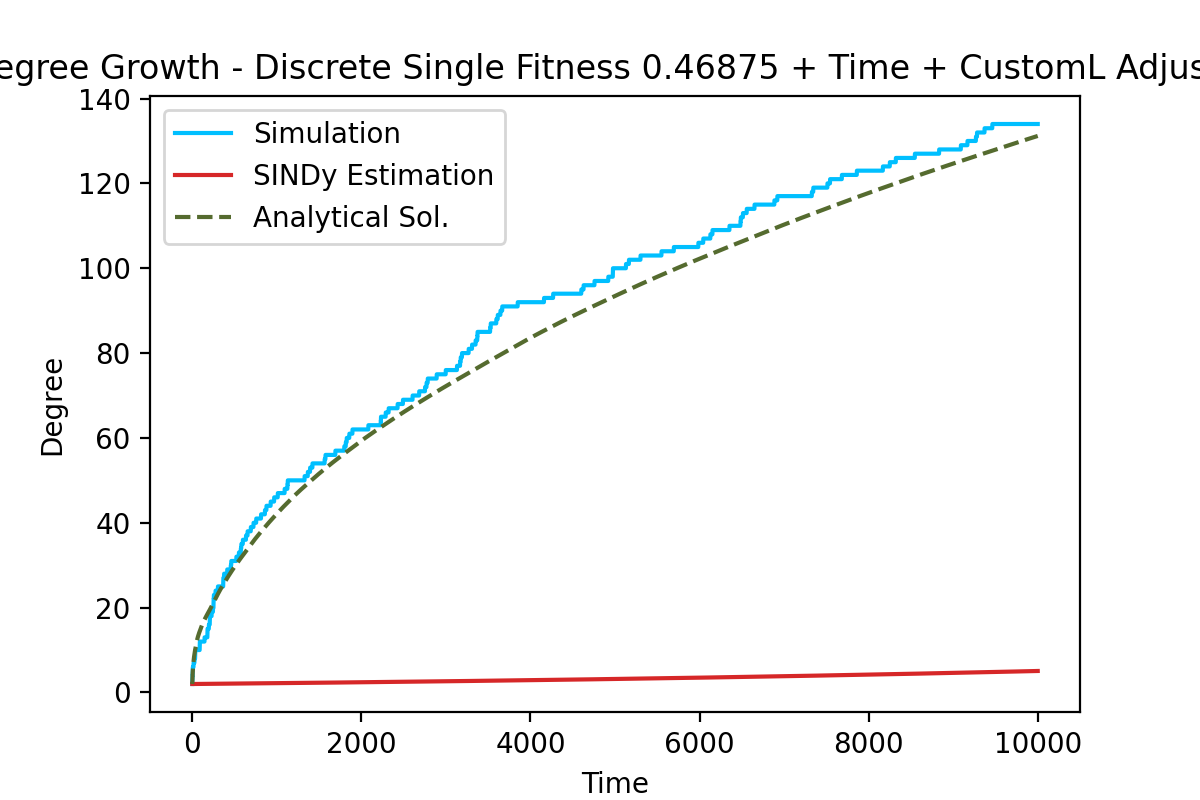 egree Growth - Discrete Single Fitness 0.46875 + Time + CustomL Adjus
140
120
100
80
60
40
20
0
Degree
Simulation
SINDy Estimation
Analytical Sol.
0 2000 4000 6000 8000 10000
Time